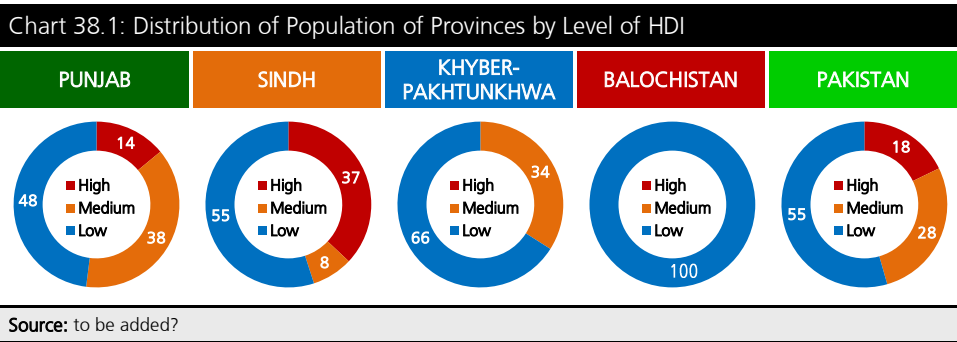 Chart 38.1: Distribution of Population of Provinces by Level of HDI
PUNJAB
SINDH
KHYBER-
PAKHTUNKHWA
BALOCHISTAN
PAKISTAN
14
38
48
High
Medium
Low
37
8
55
High
Medium
Low
34
66
High
Medium
Low
100
High
Medium
Low
18
28
55
High
Medium
Low
Source: to be added?